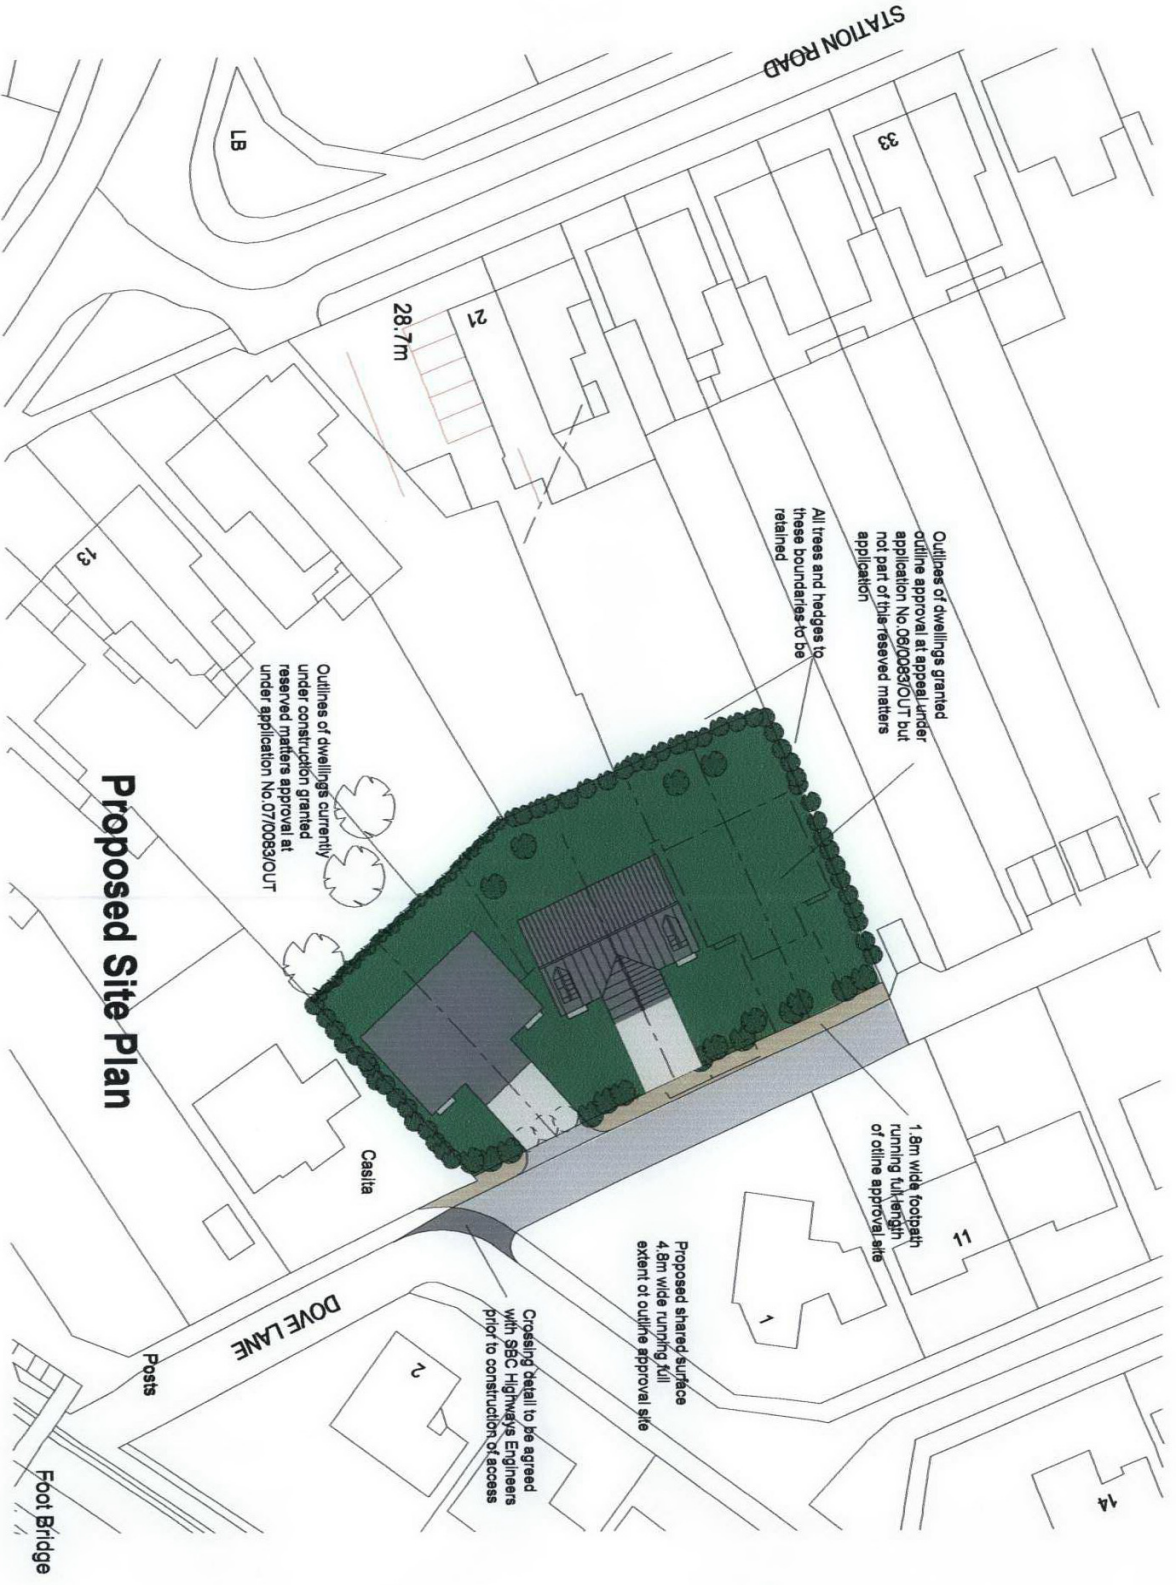 STATION ROAD
LB
33
21
28.7m
13
Outlines of dwellings granted
outline approval at appeal under
application No.06/0083/OUT but
not part of this reseved matters
application
All trees and hedges to
these boundaries to be
retained
Outlines of dwellings currently
under construction granted
reserved matters approval at
under application No.07/0083/OUT
Proposed Site Plan
1.8m wide footpath
running full length
of otline approval site
11
1
Casita
Proposed shared surface
4.8m wide running full
extent ot outline approval site
Crossing detail to be agreed
with SBC Highways Engineers
prior to construction of access
DOVE LANE
2
14
Posts
Foot Bridge